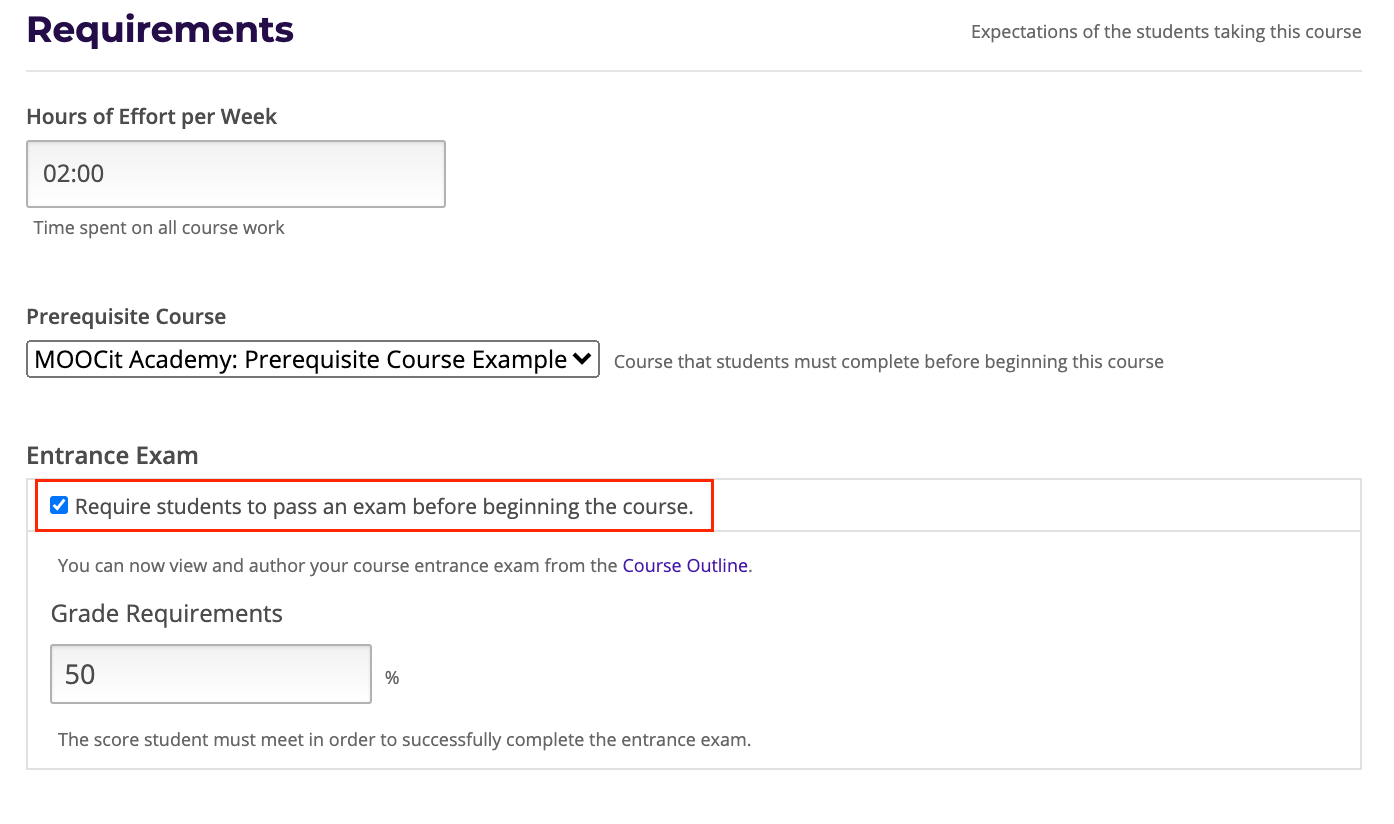 Requirements
Expectations of the students taking this course
Hours of Effort per Week
02:00
Time spent on all course work
Prerequisite Course
MOOCit Academy: Prerequisite Course Example
Course that students must complete before beginning this course
Entrance Exam
Require students to pass an exam before beginning the course.
You can now view and author your course entrance exam from the Course Outline.
Grade Requirements
50
%
The score student must meet in order to successfully complete the entrance exam.